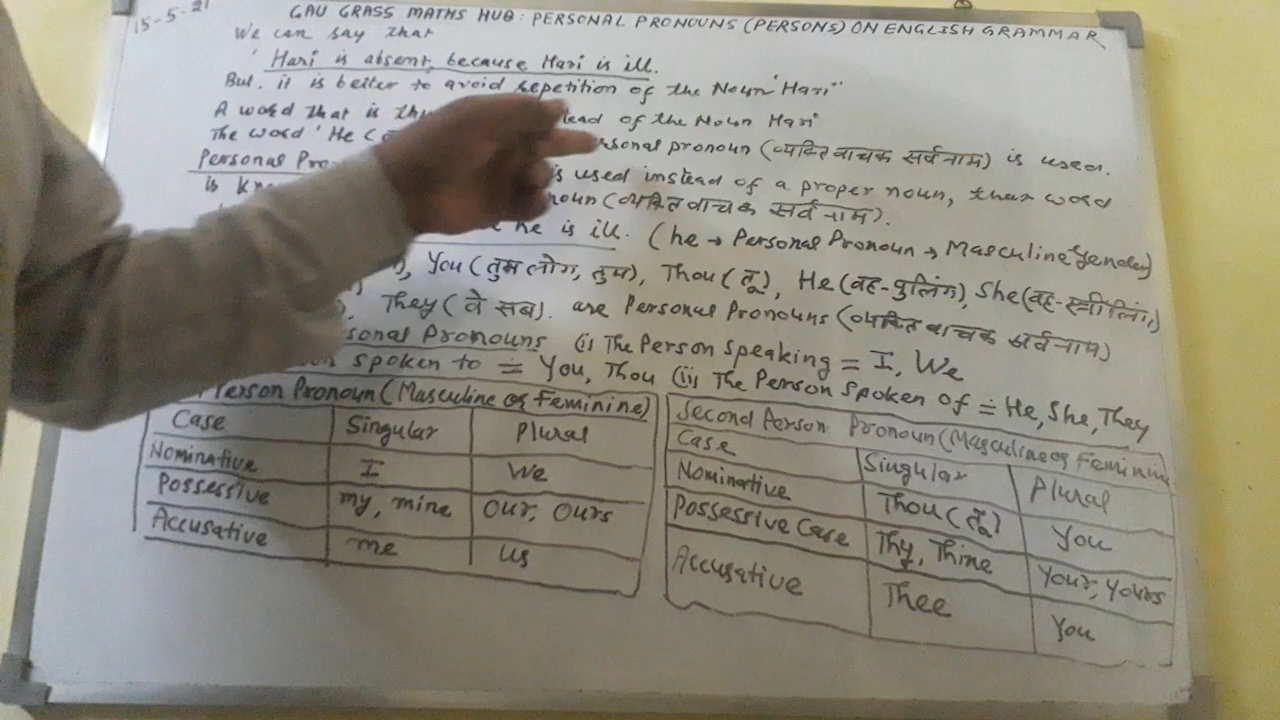 15-5-21
GAU GRASS MATHS HUB: PERSONAL PRONOUNS (PERSONS) ON ENGLISH GRAMMAR
We can say that
'Hari is absent, because Hari is ill.
But, it is better to avoid repetition of the Noun 'Hari"
A word that is of the Noun Hari'
The word 'He pronoun (व्यक्ति वाचक सर्वनाम) is used.
Personal
is is used instead of a proper noun, that word
(व्यक्ति वाचक सर्वनाम).
he is ill. (he → Personal Pronoun → Masculine gender)
You (तुम लोग, तुम), Thou (तू), He (वह-पुलिंग), She (वह-स्त्रीलिंग)
They (वे सब). are Personal Pronouns (व्यक्ति वाचक सर्वनाम)
Pronouns (i The Person speaking = I, We
spoken to = You, Thou (ii) The Person spoken of = He, She, They
Person Pronoun (Masculine or Feminine)
Case Singular Plural
Nominative I We
Possessive my, mine Our, Ours
Accusative me us
Second Person Pronoun (Masculine or Feminine
Case Singular Plural
Nominative Thou (तू) You
Possessive Case Thy, Thine Your, Yours
Accusative Thee You